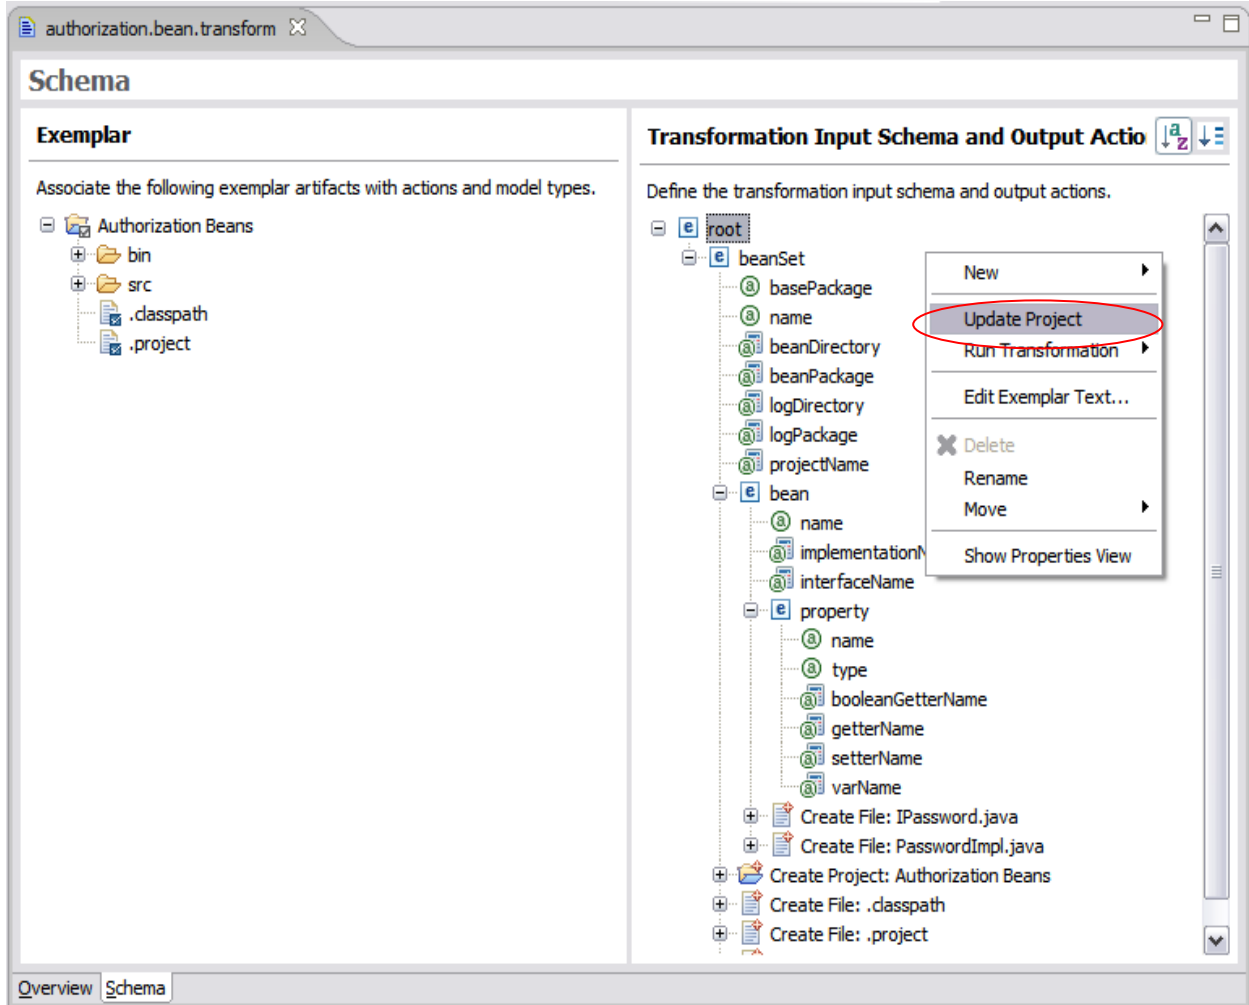 authorization.bean.transform
Schema
Exemplar
Associate the following exemplar artifacts with actions and model types.
Authorization Beans
bin
src
.classpath
.project
Transformation Input Schema and Output Actio
Define the transformation input schema and output actions.
root
beanSet
basePackage
name
beanDirectory
beanPackage
logDirectory
logPackage
projectName
bean
name
implementationN
interfaceName
property
name
type
booleanGetterName
getterName
setterName
varName
Create File: IPassword.java
Create File: PasswordImpl.java
Create Project: Authorization Beans
Create File: .classpath
Create File: .project
New
Update Project
Run Transformation
Edit Exemplar Text...
Delete
Rename
Move
Show Properties View
Overview
Schema